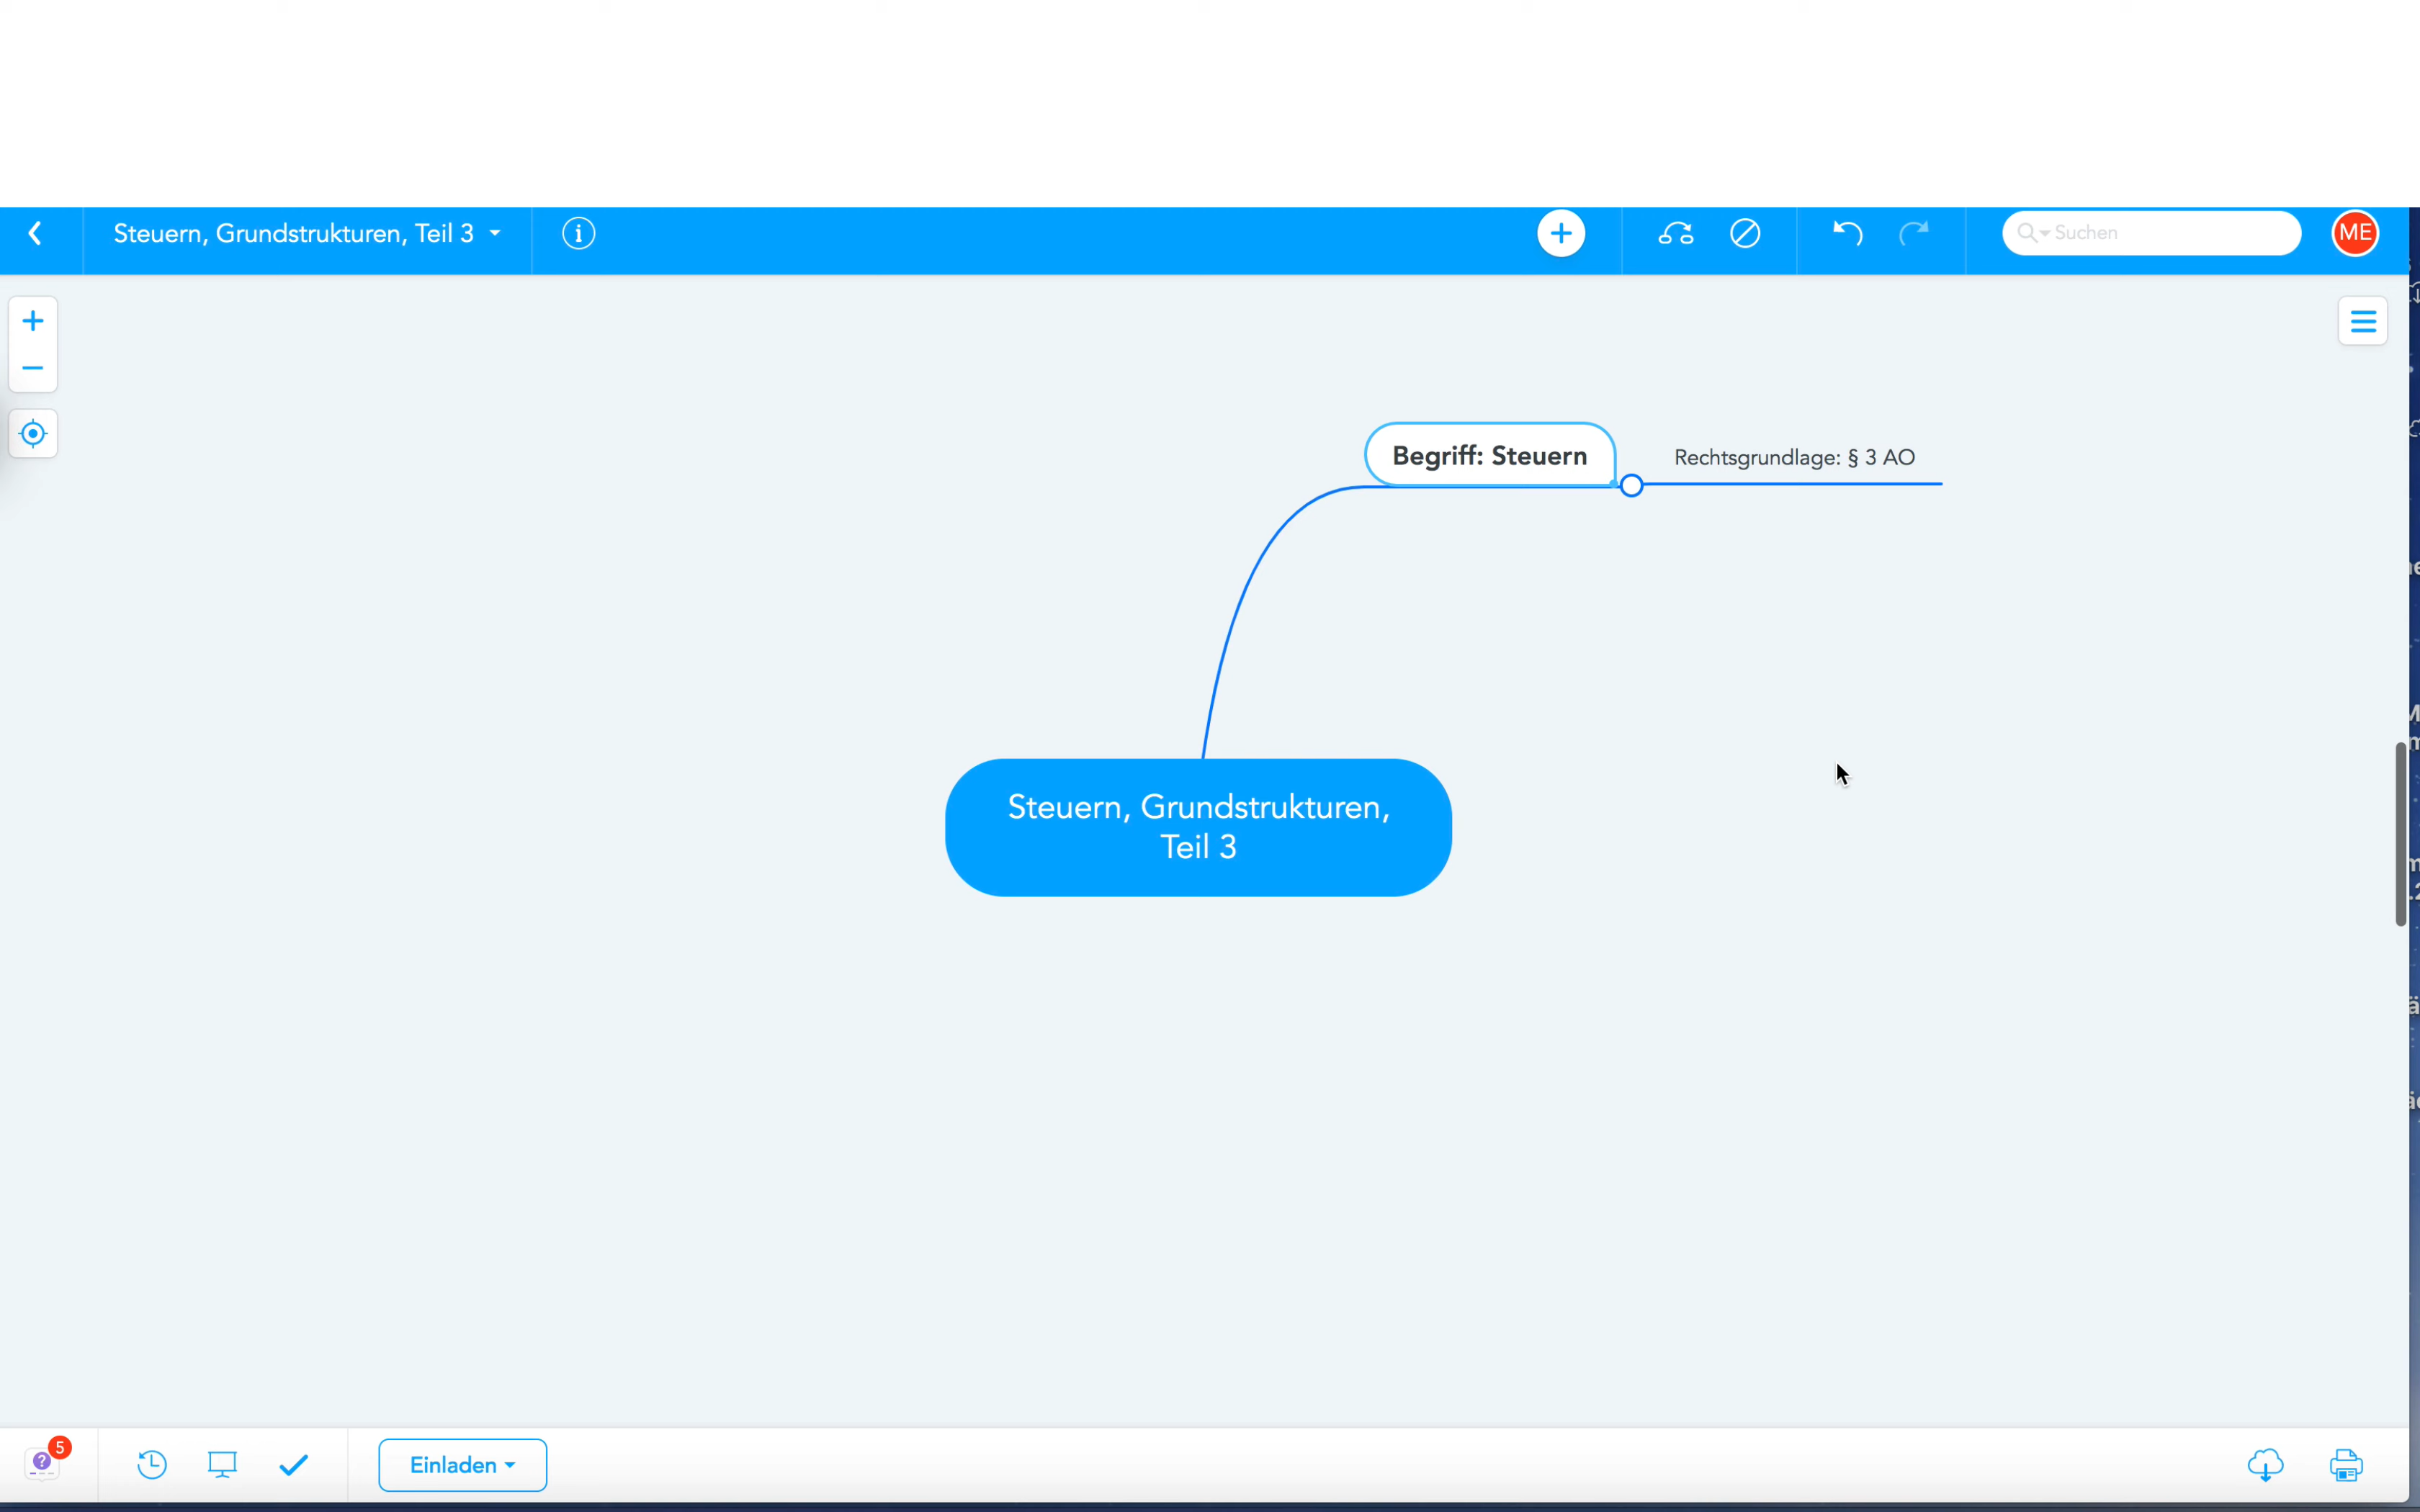 Steuern, Grundstrukturen, Teil 3
Suchen
ME
Begriff: Steuern
Rechtsgrundlage: § 3 AO
Steuern, Grundstrukturen,
Teil 3
5
Einladen